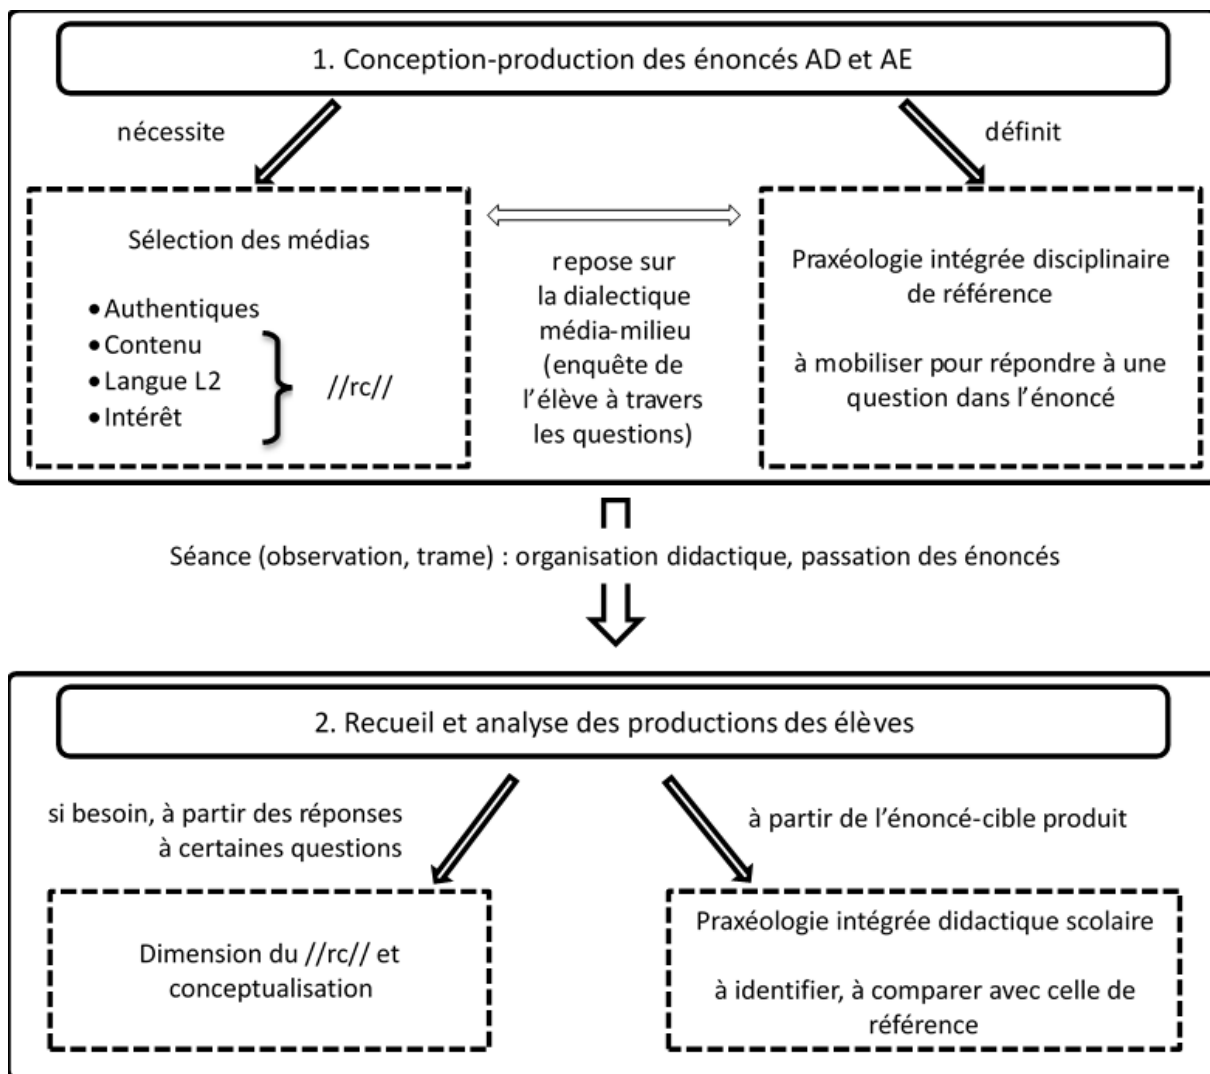 1. Conception-production des énoncés AD et AE
nécessite
définit
Sélection des médias
• Authentiques
• Contenu
• Langue L2
• Intérêt
//rc//
repose sur
la dialectique
média-milieu
(enquête de
l’élève à travers
les questions)
Praxéologie intégrée disciplinaire
de référence
à mobiliser pour répondre à une
question dans l’énoncé
Séance (observation, trame) : organisation didactique, passation des énoncés
2. Recueil et analyse des productions des élèves
si besoin, à partir des réponses
à certaines questions
à partir de l’énoncé-cible produit
Dimension du //rc// et
conceptualisation
Praxéologie intégrée didactique scolaire
à identifier, à comparer avec celle de
référence